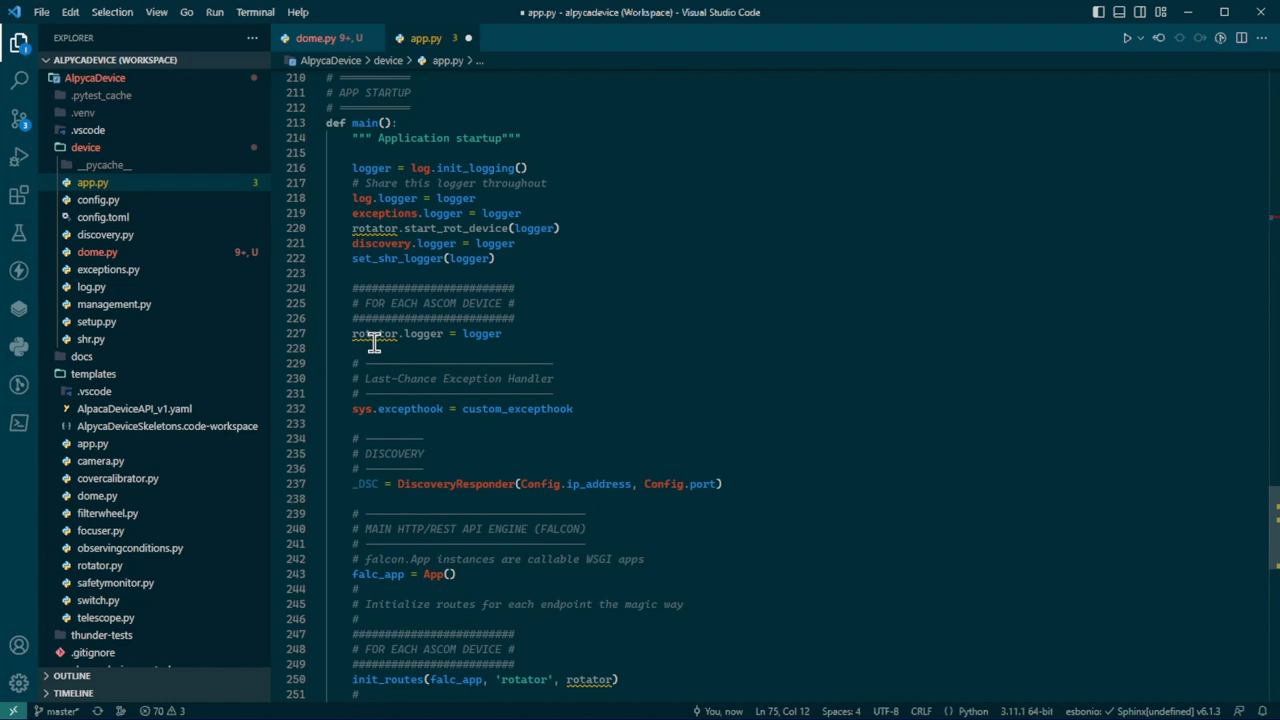 File Edit Selection View Go Run Terminal Help
● app.py - alpycadevice (Workspace) - Visual Studio Code
EXPLORER ...
dome.py 9+, U
app.py 3
ALPYCADEVICE (WORKSPACE)
AlpycaDevice > device > app.py > ...
AlpycaDevice
.pytest_cache
.venv
.vscode
device
__pycache__
app.py 3
config.py
config.toml
discovery.py
dome.py 9+, U
exceptions.py
log.py
management.py
setup.py
shr.py
docs
templates
.vscode
AlpacaDeviceAPI_v1.yaml
AlpycaDeviceSkeletons.code-workspace
app.py
camera.py
covercalibrator.py
dome.py
filterwheel.py
focuser.py
observingconditions.py
rotator.py
safetymonitor.py
switch.py
telescope.py
thunder-tests
.gitignore
OUTLINE
TIMELINE
210 # ===========
211 # APP STARTUP
212 # ===========
213 def main():
214 """ Application startup"""
215
216 logger = log.init_logging()
217 # Share this logger throughout
218 log.logger = logger
219 exceptions.logger = logger
220 rotator.start_rot_device(logger)
221 discovery.logger = logger
222 set_shr_logger(logger)
223
224 #########################
225 # FOR EACH ASCOM DEVICE #
226 #########################
227 rotator.logger = logger
228
229 # -----------------------------
230 # Last-Chance Exception Handler
231 # -----------------------------
232 sys.excepthook = custom_excepthook
233
234 # ---------
235 # DISCOVERY
236 # ---------
237 _DSC = DiscoveryResponder(Config.ip_address, Config.port)
238
239 # ----------------------------------
240 # MAIN HTTP/REST API ENGINE (FALCON)
241 # ----------------------------------
242 # falcon.App instances are callable WSGI apps
243 falc_app = App()
244 #
245 # Initialize routes for each endpoint the magic way
246 #
247 #########################
248 # FOR EACH ASCOM DEVICE #
249 #########################
250 init_routes(falc_app, 'rotator', rotator)
251 #
master* 70 3 You, now Ln 75, Col 12 Spaces: 4 UTF-8 CRLF Python 3.11.1 64-bit esbonio: Sphinx[undefined] v6.1.3